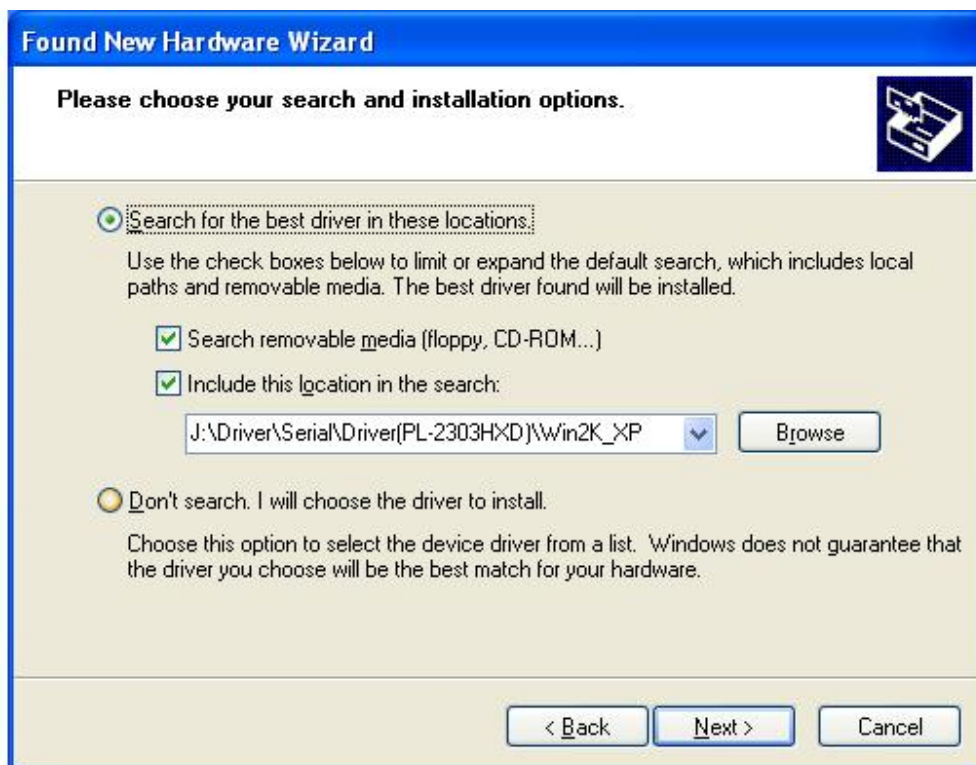 Found New Hardware Wizard
Please choose your search and installation options.
Search for the best driver in these locations.
Use the check boxes below to limit or expand the default search, which includes local
paths and removable media. The best driver found will be installed.
Search removable media (floppy, CD-ROM...)
Include this location in the search:
J:\Driver\Serial\Driver(PL-2303HXD)\Win2K_XP
Browse
Don't search. I will choose the driver to install.
Choose this option to select the device driver from a list. Windows does not guarantee that
the driver you choose will be the best match for your hardware.
< Back Next > Cancel